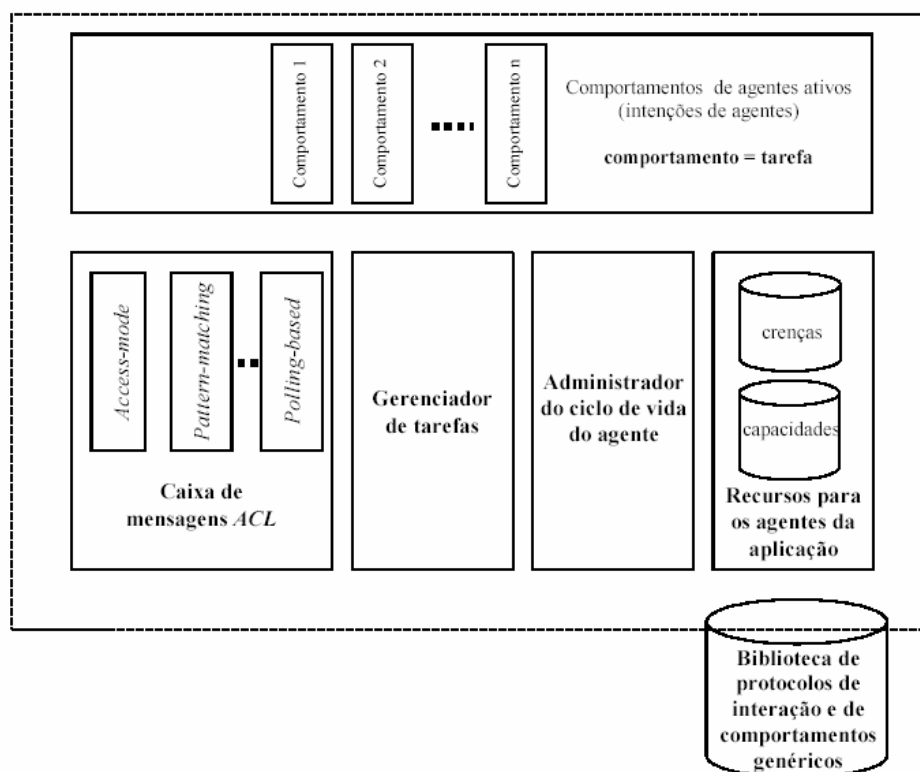 Comportamento 1
Comportamento 2
Comportamento n
Comportamentos de agentes ativos
(intenções de agentes)
comportamento = tarefa
Access-mode
Pattern-matching
Polling-based
Caixa de
mensagens ACL
Gerenciador
de tarefas
Administrador
do ciclo de vida
do agente
crenças
capacidades
Recursos para
os agentes da
aplicação
Biblioteca de
protocolos de
interação e de
comportamentos
genéricos